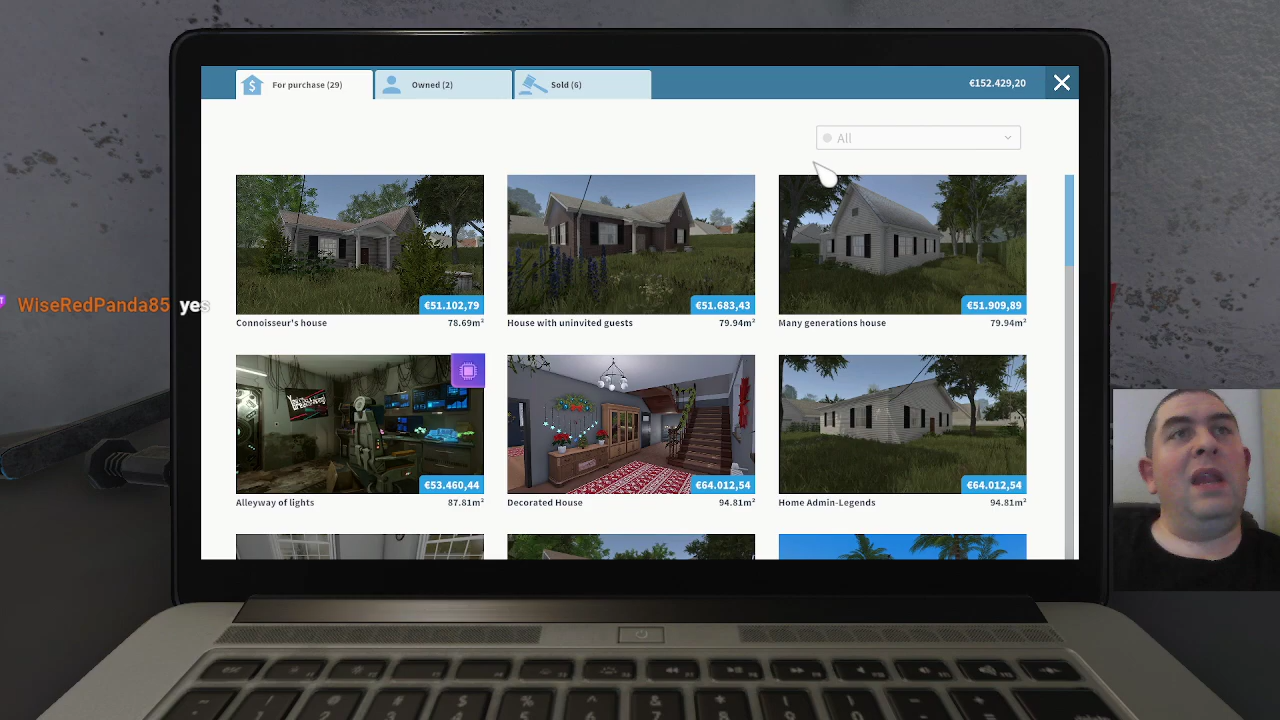 For purchase (29)
Owned (2)
Sold (6)
€152.429,20
All
€51.102,79
€51.683,43
€51.909,89
Connoisseur's house
78.69m²
House with uninvited guests
79.94m²
Many generations house
79.94m²
WiseRedPanda85 yes
€53.460,44
€64.012,54
€64.012,54
Alleyway of lights
87.81m²
Decorated House
94.81m²
Home Admin-Legends
94.81m²
esc